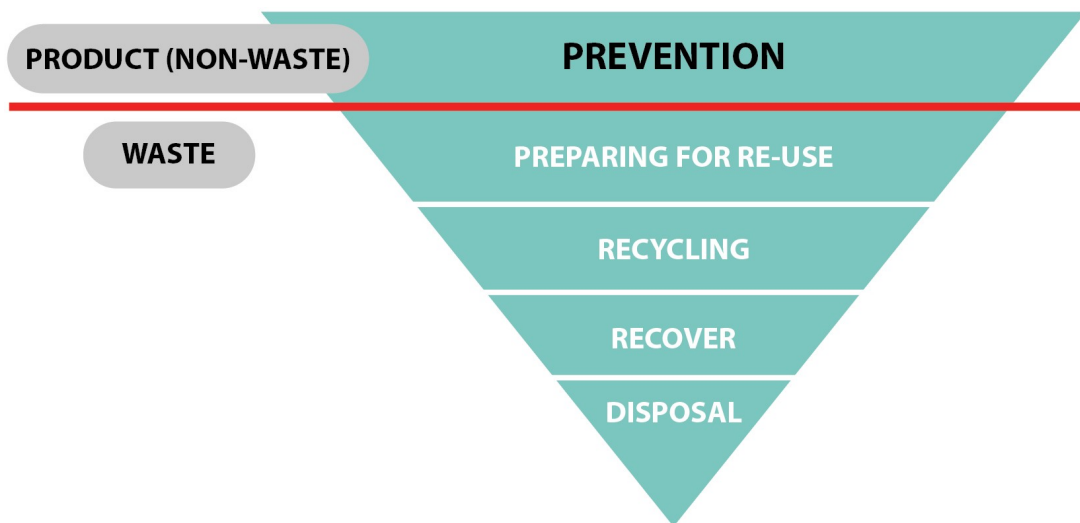 PRODUCT (NON-WASTE)
PREVENTION
WASTE
PREPARING FOR RE-USE
RECYCLING
RECOVER
DISPOSAL